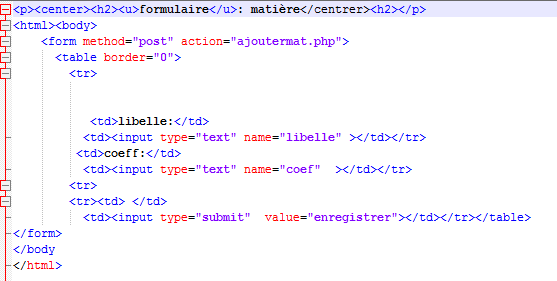 <p><center><h2><u>formulaire</u>: matière</centrer><h2></p>
<html><body>
<form method="post" action="ajoutermat.php">
<table border="0">
<tr>
<td>libelle:</td>
<td><input type="text" name="libelle" ></td></tr>
<td>coeff:</td>
<td><input type="text" name="coef"  ></td></tr>
<tr>
<tr><td> </td>
<td><input type="submit"  value="enregistrer"></td></tr></table>
</form>
</body
</html>